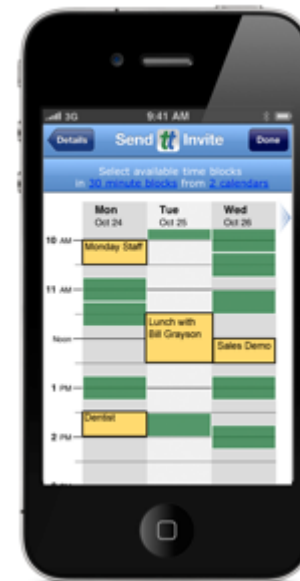 3G 9:41 AM
Details Send tt Invite Done
Select available time blocks
in 30 minute blocks from 2 calendars
Mon Tue Wed
Oct 24 Oct 25 Oct 26
10 AM
Monday Staff
11 AM
Lunch with
Bill Grayson
Noon
Sales Demo
1 PM
Dentist
2 PM